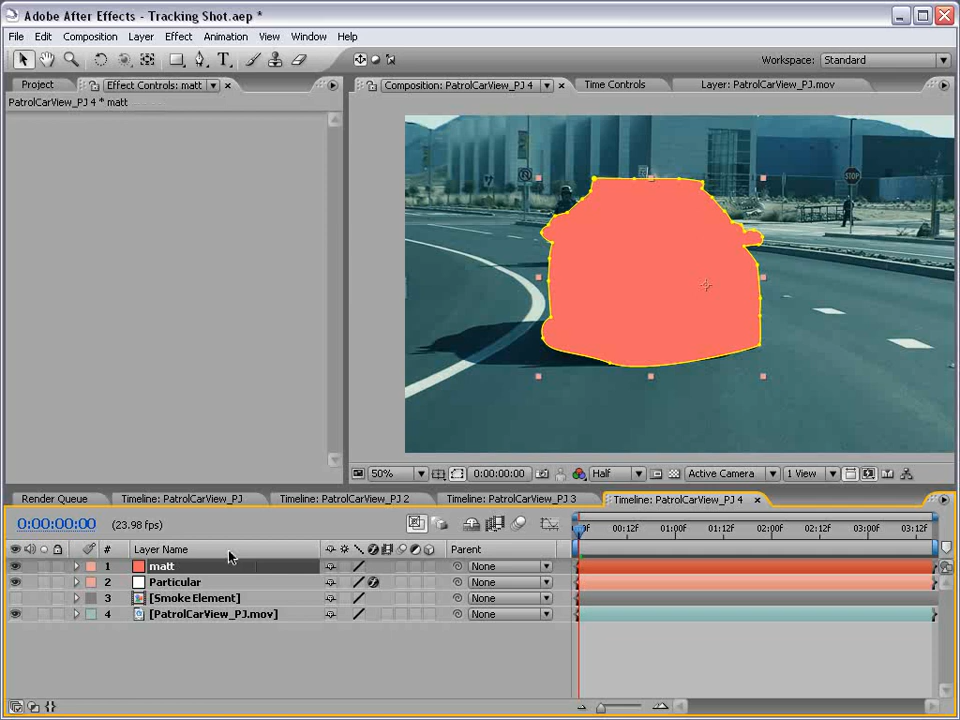 Adobe After Effects - Tracking Shot.aep *
File Edit Composition Layer Effect Animation View Window Help
T
Workspace: Standard
Project Effect Controls: matt
Composition: PatrolCarView_PJ 4 Time Controls Layer: PatrolCarView_PJ.mov
PatrolCarView_PJ 4 * matt
STOP
50% 0:00:00:00 Half Active Camera 1 View
Render Queue Timeline: PatrolCarView_PJ Timeline: PatrolCarView_PJ 2 Timeline: PatrolCarView_PJ 3 Timeline: PatrolCarView_PJ 4
0:00:00:00 (23.98 fps)
00:12f 01:00f 01:12f 02:00f 02:12f 03:00f 03:12f
# Layer Name Parent
1 matt None
2 Particular None
3 [Smoke Element] None
4 [PatrolCarView_PJ.mov] None